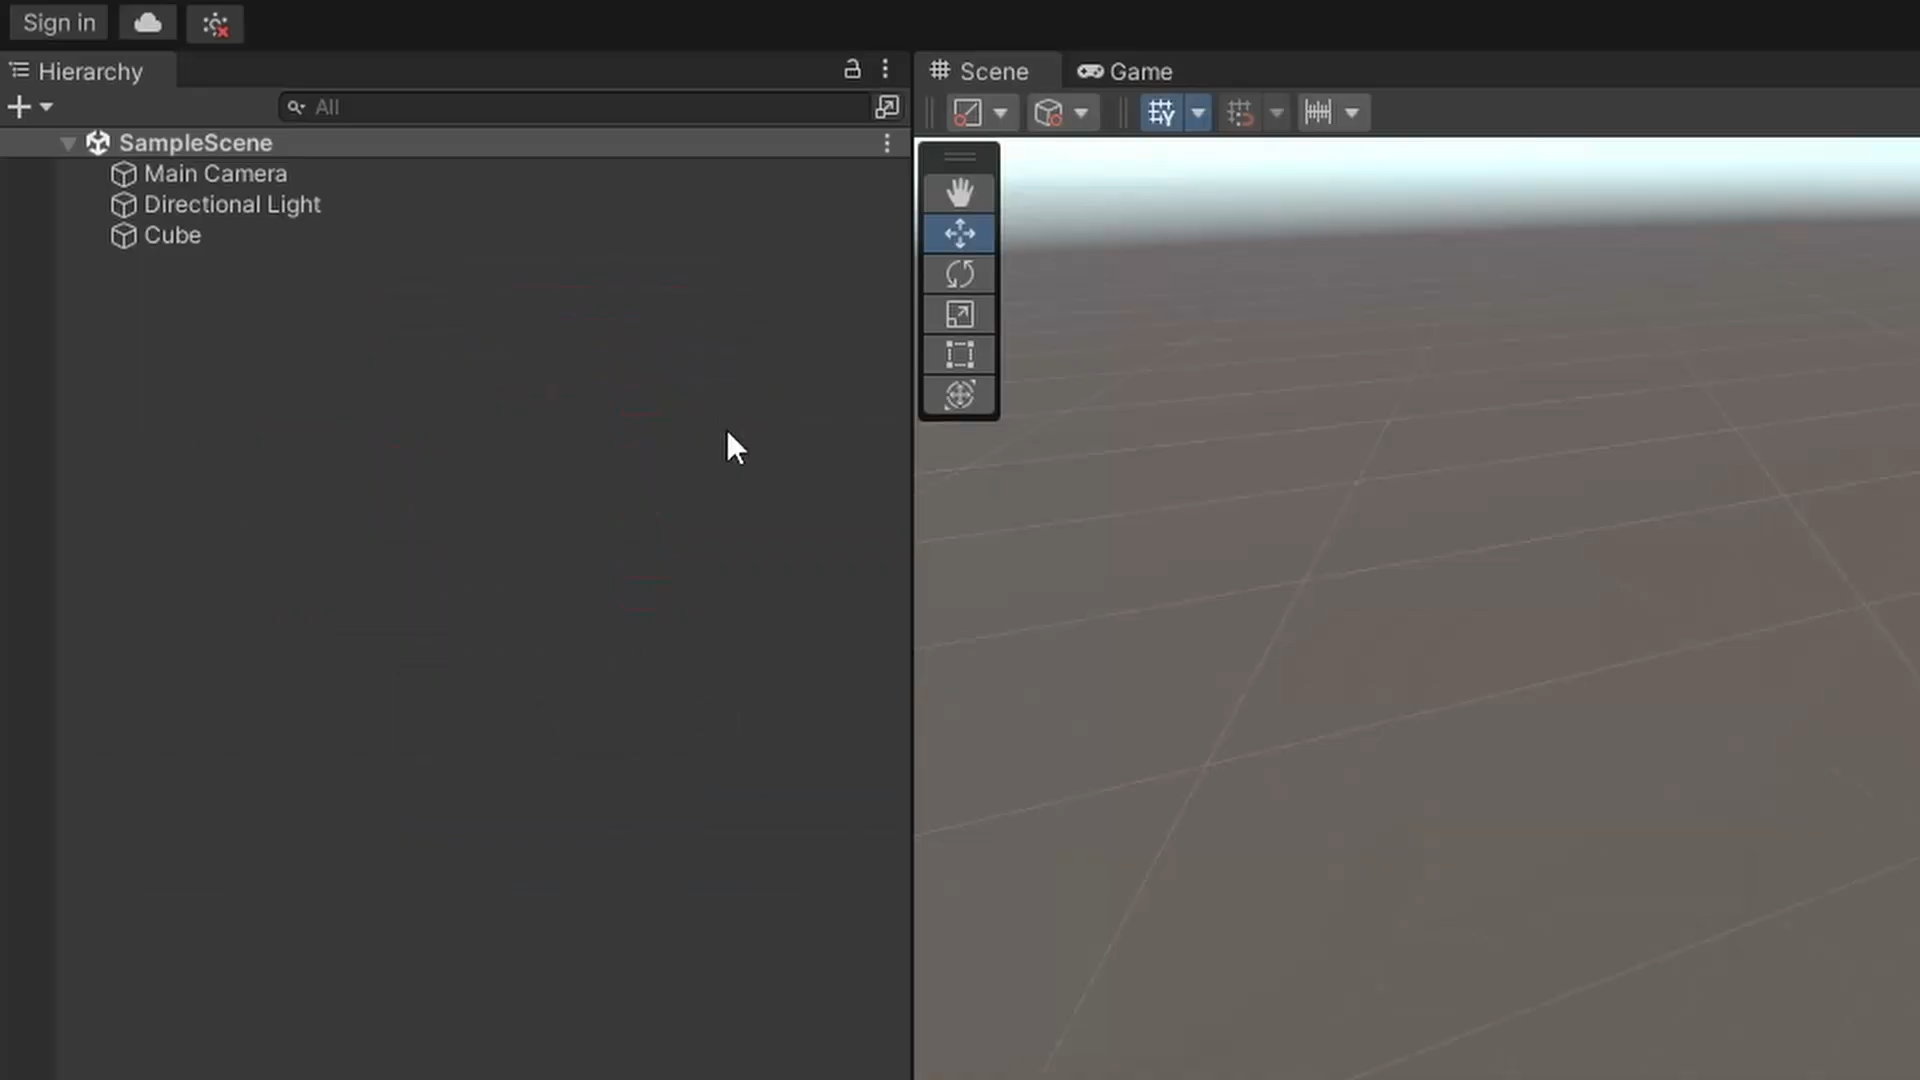 Sign in
Hierarchy
All
SampleScene
Main Camera
Directional Light
Cube
Scene
Game